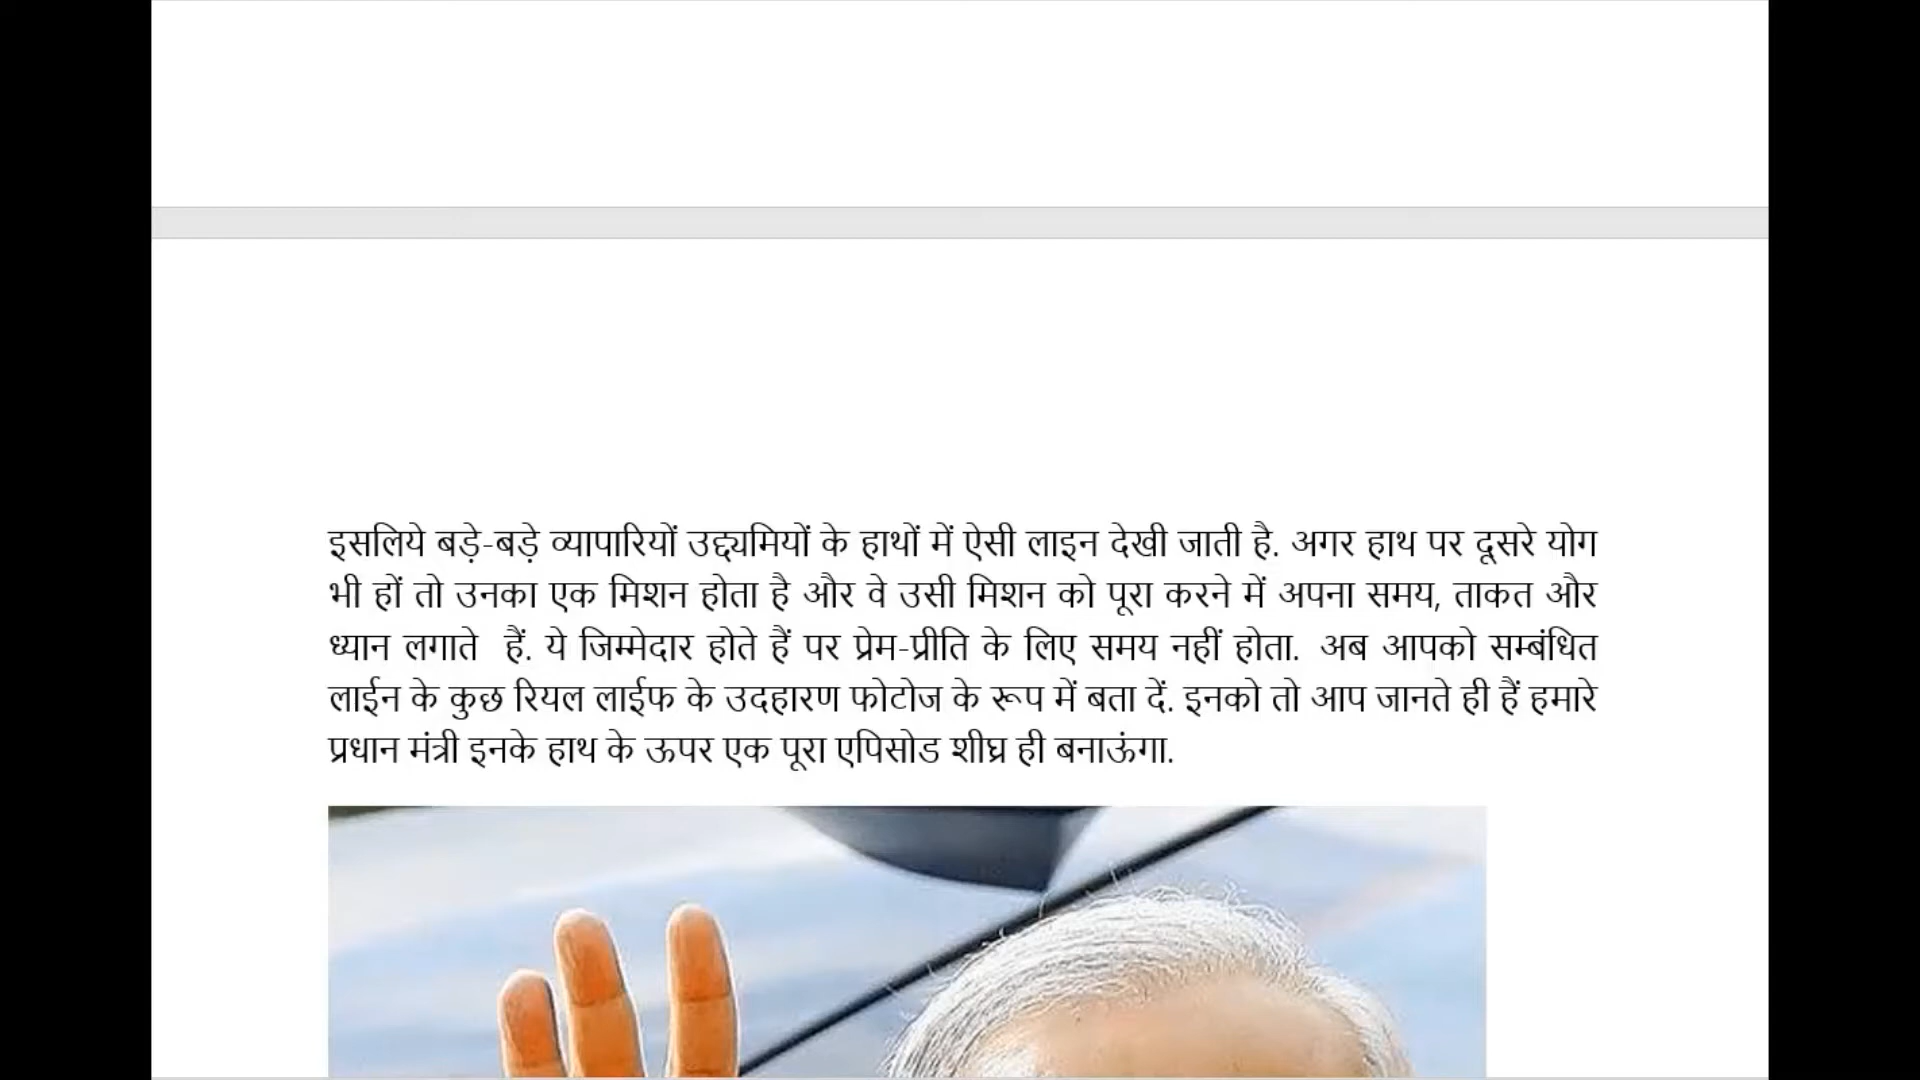 इसलिये बड़े-बड़े व्यापारियों उद्द्यमियों के हाथों में ऐसी लाइन देखी जाती है. अगर हाथ पर दूसरे योग
भी हों तो उनका एक मिशन होता है और वे उसी मिशन को पूरा करने में अपना समय, ताकत और
ध्यान लगाते हैं. ये जिम्मेदार होते हैं पर प्रेम-प्रीति के लिए समय नहीं होता. अब आपको सम्बंधित
लाईन के कुछ रियल लाईफ के उदहारण फोटोज के रूप में बता दें. इनको तो आप जानते ही हैं हमारे
प्रधान मंत्री इनके हाथ के ऊपर एक पूरा एपिसोड शीघ्र ही बनाऊंगा.